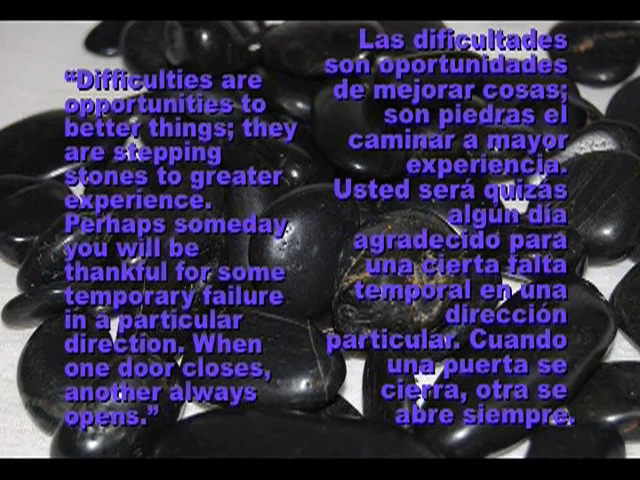 “Difficulties are
opportunities to
better things; they
are stepping
stones to greater
experience.
Perhaps someday
you will be
thankful for some
temporary failure
in a particular
direction. When
one door closes,
another always
opens.”
Las dificultades
son oportunidades
de mejorar cosas;
son piedras el
caminar a mayor
experiencia.
Usted será quizás
algún día
agradecido para
una cierta falta
temporal en una
dirección
particular. Cuando
una puerta se
cierra, otra se
abre siempre.